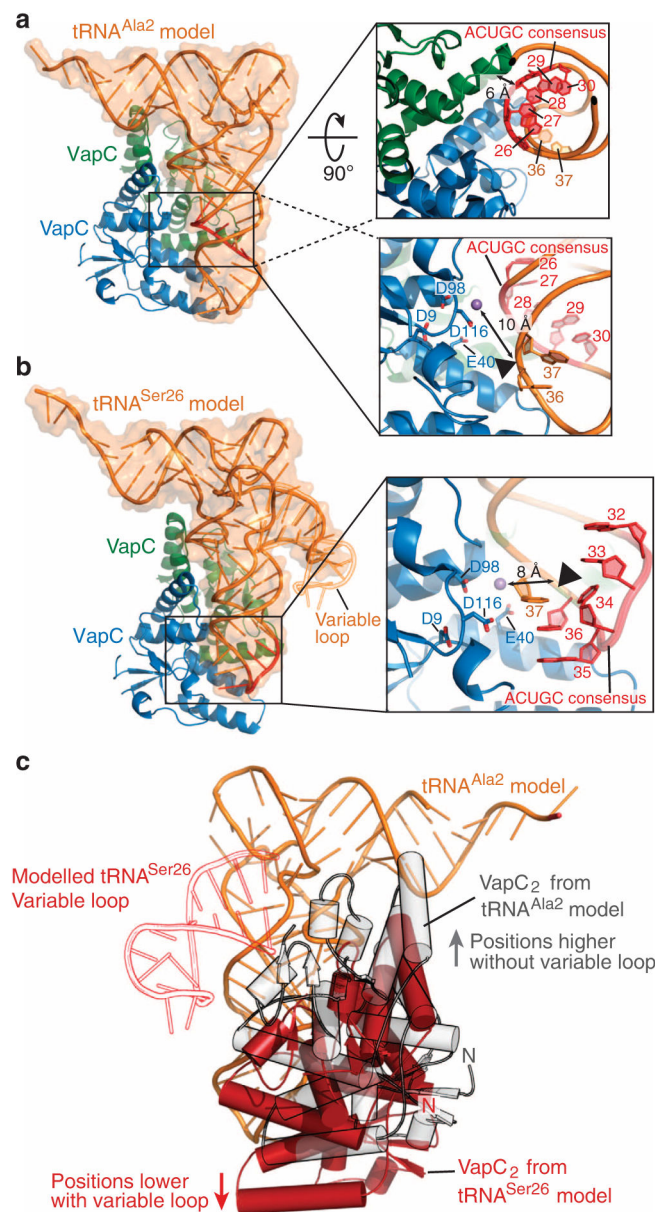 a
tRNA^Ala2 model
VapC
VapC
90°
ACUGC consensus
29
30
6 Å
28
27
26
36
37
ACUGC consensus
26
27
D98
28
29
D9
10 Å
30
D116
37
E40
36
b
tRNA^Ser26 model
VapC
VapC
Variable
loop
32
D98
8 Å
33
D116
37
34
D9
E40
36
35
ACUGC consensus
c
tRNA^Ala2 model
Modelled tRNA^Ser26
Variable loop
VapC₂ from
tRNA^Ala2 model
Positions higher
without variable loop
N
N
Positions lower
with variable loop
VapC₂ from
tRNA^Ser26 model